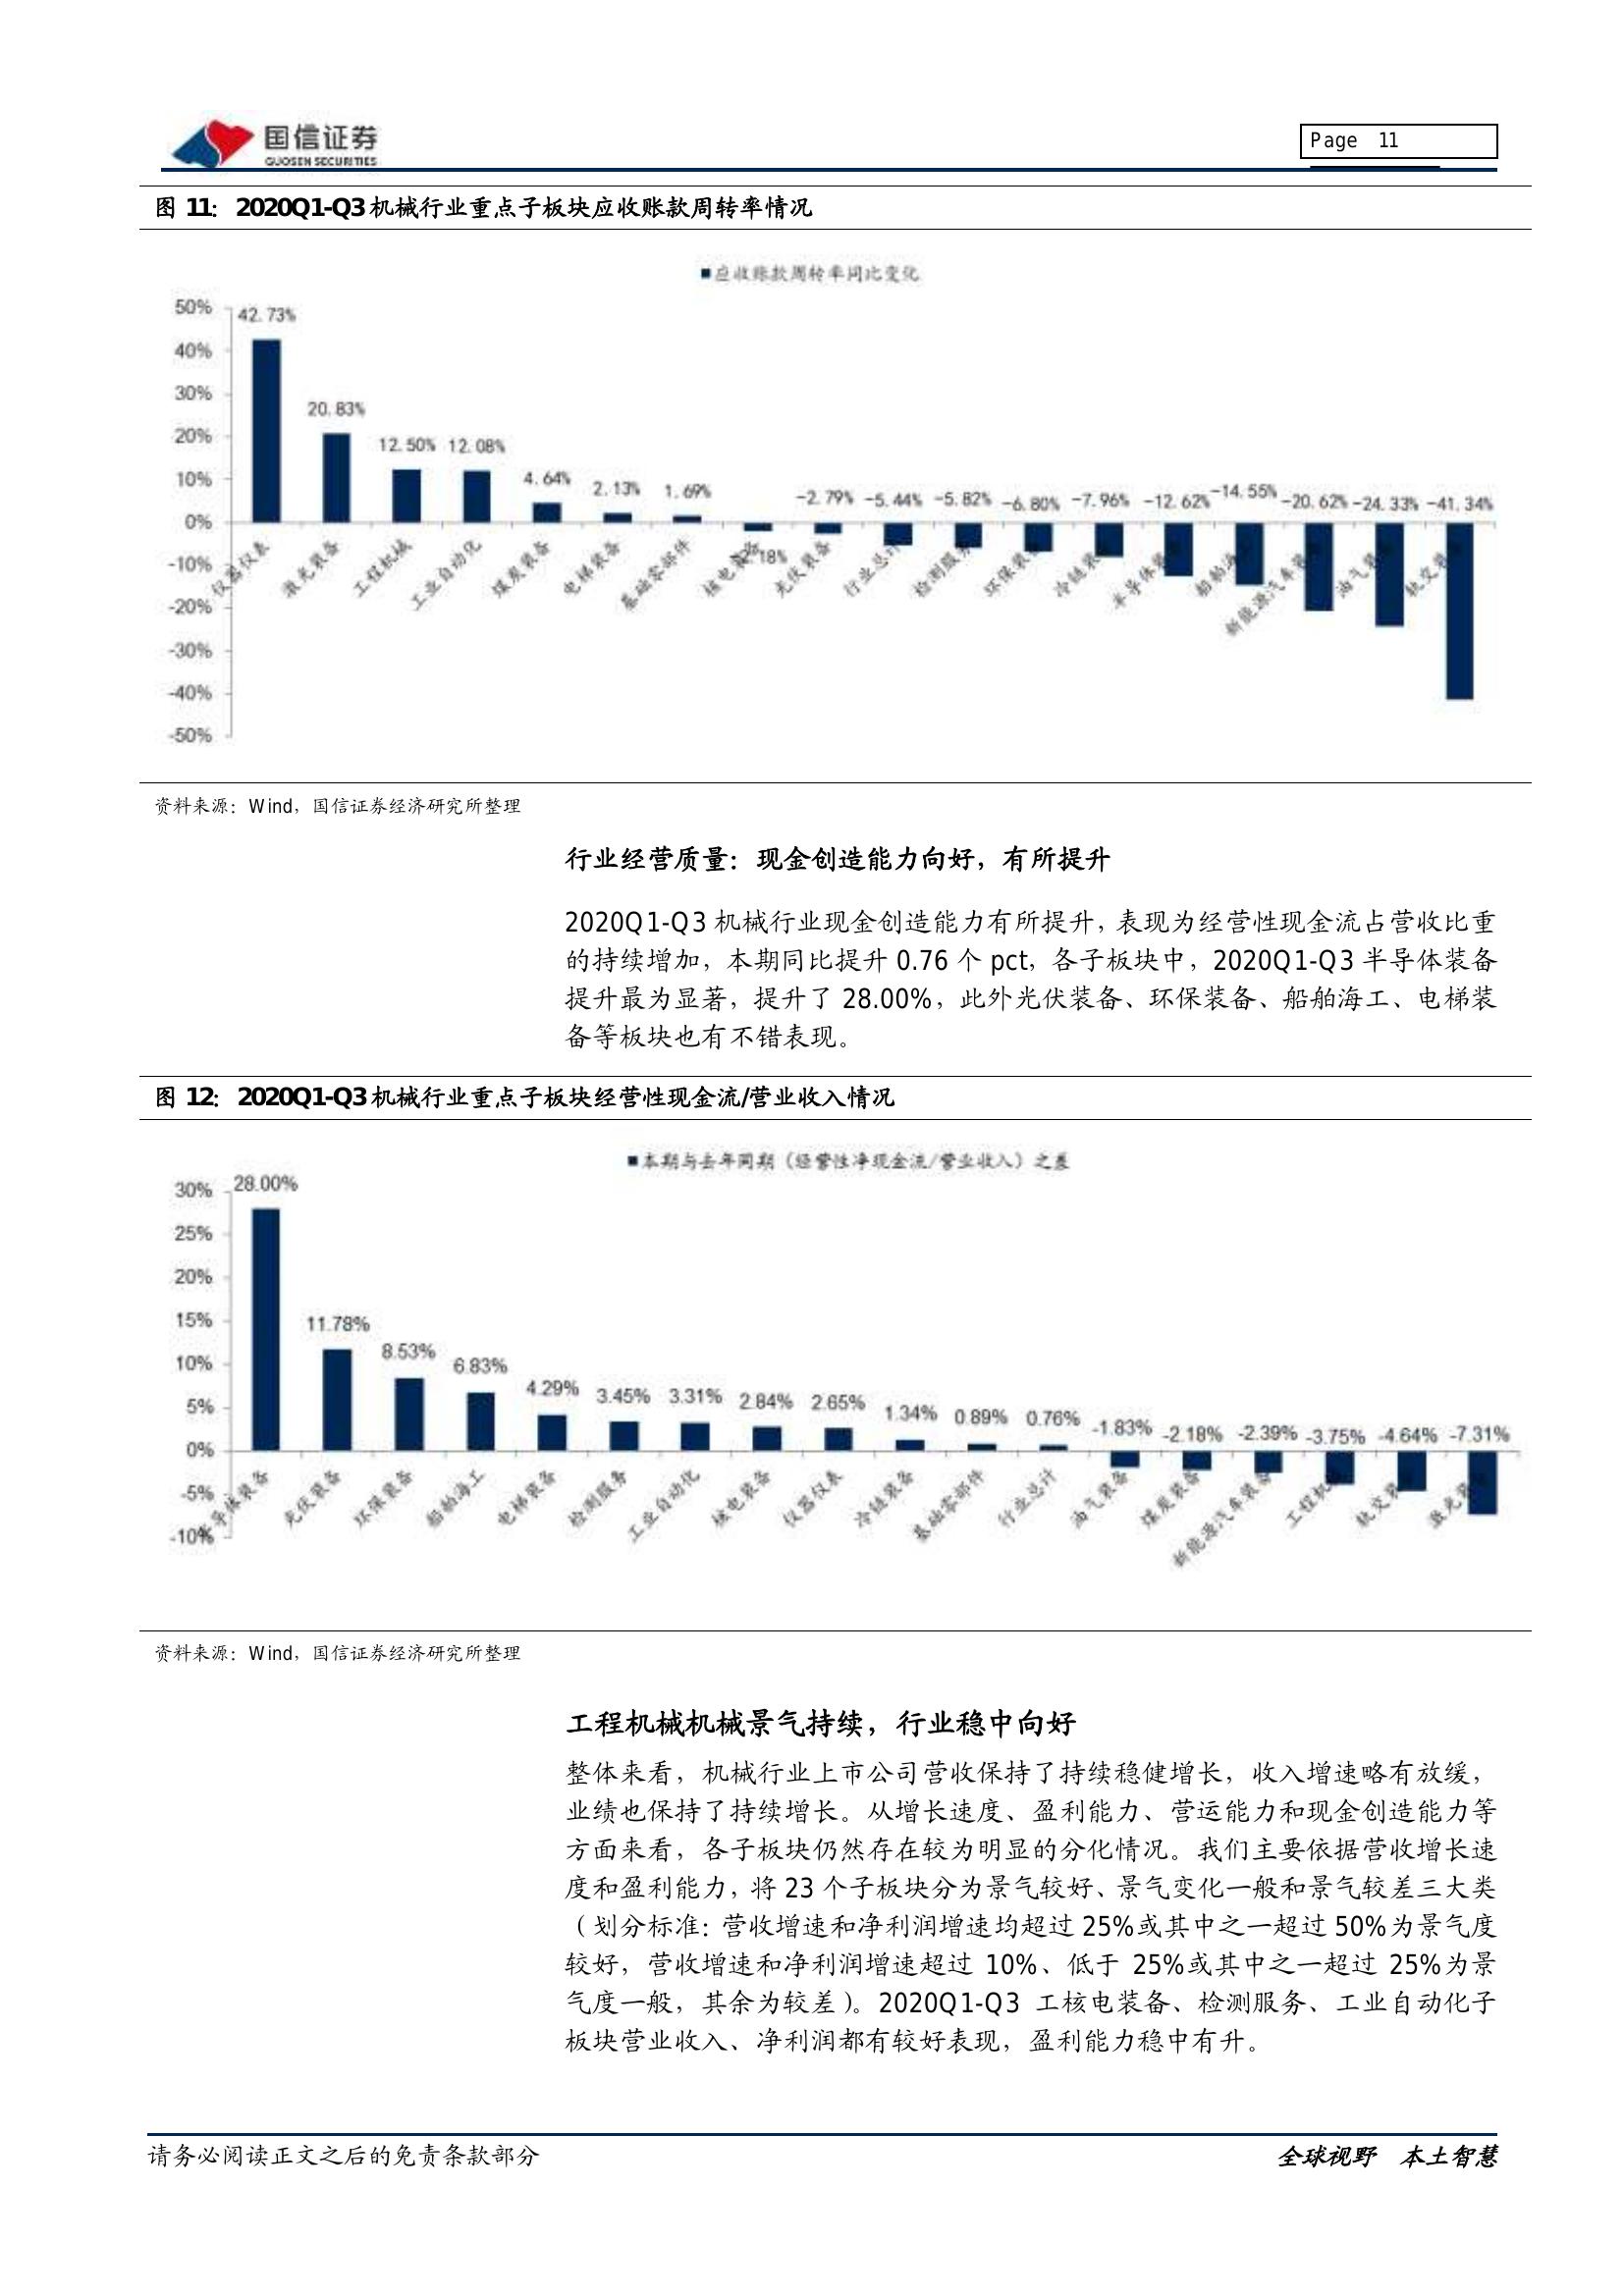 国信证券
GUOSEN SECURITIES
Page 11
图 11： 2020Q1-Q3 机械行业重点子板块应收账款周转率情况
■应收账款周转率同比变化
50%
40%
30%
20%
10%
0%
-10%
-20%
-30%
-40%
-50%
42.73%
20.83%
12.50%
12.08%
4.64%
2.13%
1.69%
-2.79%
-5.44%
-5.82%
-6.80%
-7.96%
-12.62%
-14.55%
-20.62%
-24.33%
-41.34%
仪器仪表
激光装备
工程机械
工业自动化
煤炭装备
电梯装备
基础零部件
核电装备
光伏装备
行业总计
检测服务
环保装
冷链装
半导体装
船舶海
新能源汽车装
油气装
轨交装
资料来源：Wind，国信证券经济研究所整理
行业经营质量：现金创造能力向好，有所提升
2020Q1-Q3 机械行业现金创造能力有所提升，表现为经营性现金流占营收比重
的持续增加，本期同比提升 0.76 个 pct，各子板块中，2020Q1-Q3 半导体装备
提升最为显著，提升了 28.00%，此外光伏装备、环保装备、船舶海工、电梯装
备等板块也有不错表现。
图 12： 2020Q1-Q3 机械行业重点子板块经营性现金流/营业收入情况
■本期与去年同期（经营性净现金流/营业收入）之差
30%
25%
20%
15%
10%
5%
0%
-5%
-10%
28.00%
11.78%
8.53%
6.83%
4.29%
3.45%
3.31%
2.84%
2.65%
1.34%
0.89%
0.76%
-1.83%
-2.18%
-2.39%
-3.75%
-4.64%
-7.31%
半导体装备
光伏装备
环保装备
船舶海工
电梯装备
检测服务
工业自动化
核电装备
仪器仪表
冷链装备
基础零部件
行业总计
油气装备
煤炭装备
新能源汽车装备
工程机
轨交装
激光装
资料来源：Wind，国信证券经济研究所整理
工程机械机械景气持续，行业稳中向好
整体来看，机械行业上市公司营收保持了持续稳健增长，收入增速略有放缓，
业绩也保持了持续增长。从增长速度、盈利能力、营运能力和现金创造能力等
方面来看，各子板块仍然存在较为明显的分化情况。我们主要依据营收增长速
度和盈利能力，将 23 个子板块分为景气较好、景气变化一般和景气较差三大类
（划分标准：营收增速和净利润增速均超过 25%或其中之一超过 50%为景气度
较好，营收增速和净利润增速超过 10%、低于 25%或其中之一超过 25%为景
气度一般，其余为较差）。2020Q1-Q3 工核电装备、检测服务、工业自动化子
板块营业收入、净利润都有较好表现，盈利能力稳中有升。
请务必阅读正文之后的免责条款部分
全球视野 本土智慧